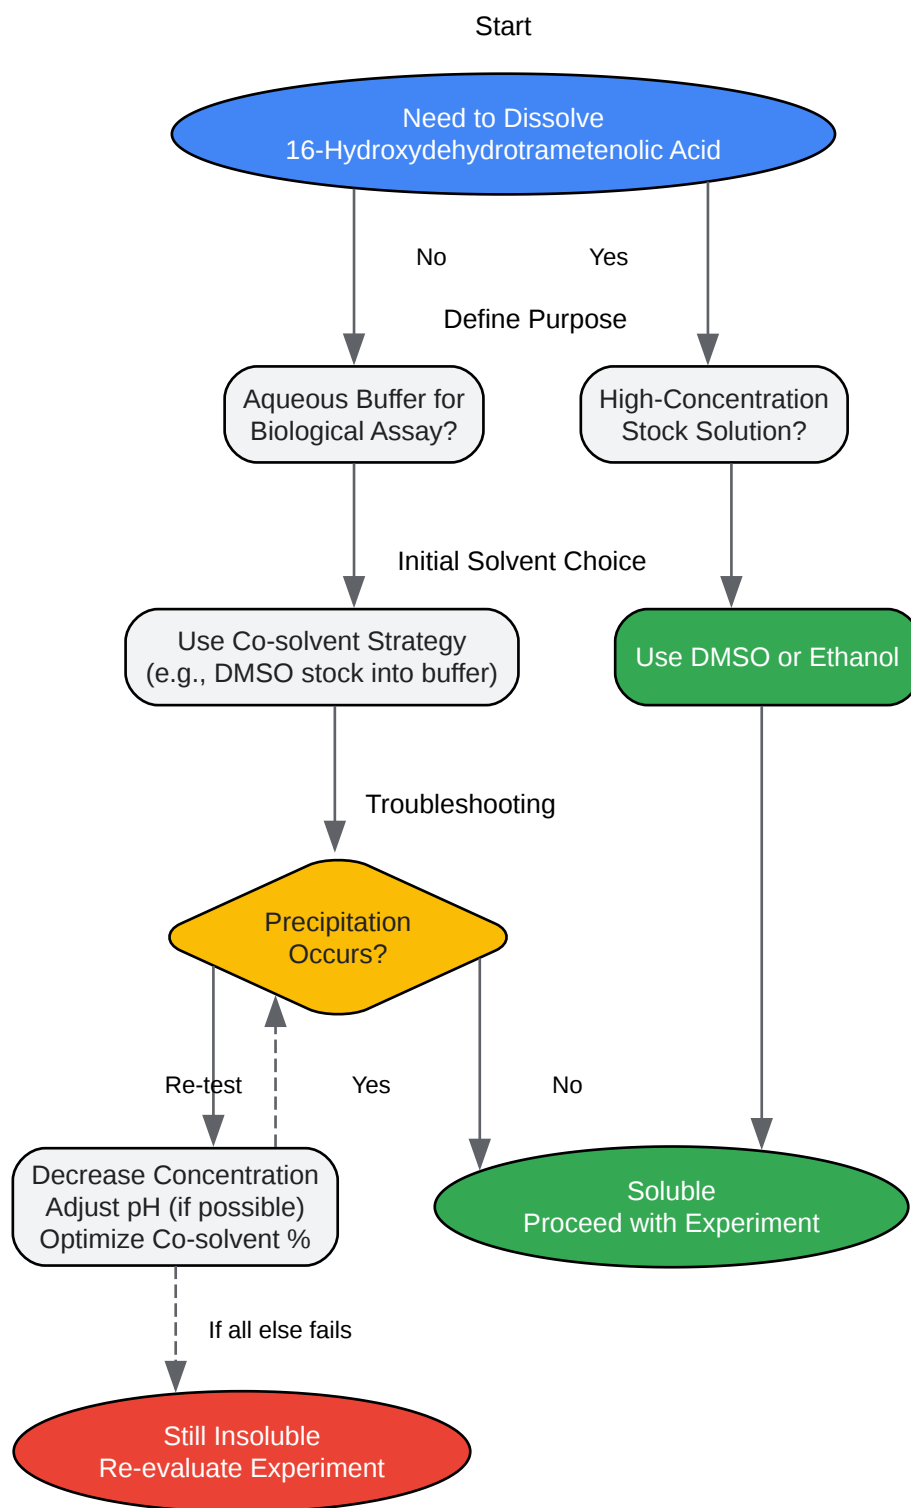 Start
Need to Dissolve
16-Hydroxydehydrotrametenolic Acid
No
Yes
Define Purpose
Aqueous Buffer for
Biological Assay?
High-Concentration
Stock Solution?
Initial Solvent Choice
Use Co-solvent Strategy
(e.g., DMSO stock into buffer)
Use DMSO or Ethanol
Troubleshooting
Precipitation
Occurs?
Re-test
Yes
No
Decrease Concentration
Adjust pH (if possible)
Optimize Co-solvent %
Soluble
Proceed with Experiment
If all else fails
Still Insoluble
Re-evaluate Experiment